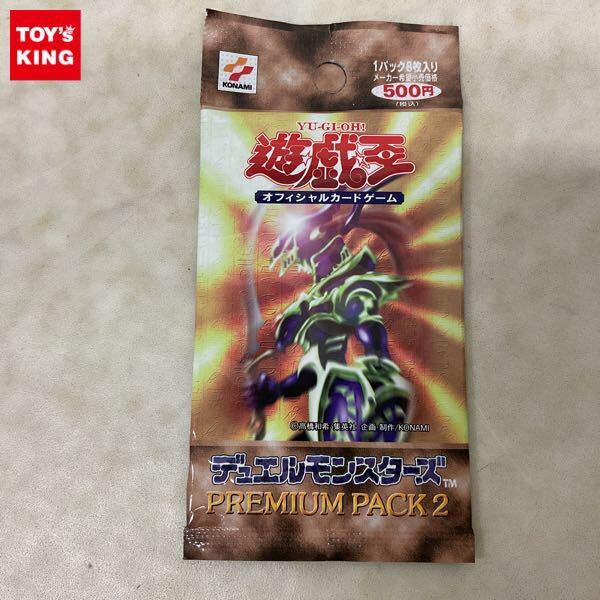 TOY'S
KING
KONAMI
1パック8枚入り
メーカー希望小売価格
500円
(税込)
YU-GI-OH!
遊戯王
オフィシャルカードゲーム
©高橋和希/集英社 企画・制作/KONAMI
デュエルモンスターズ™
PREMIUM PACK 2